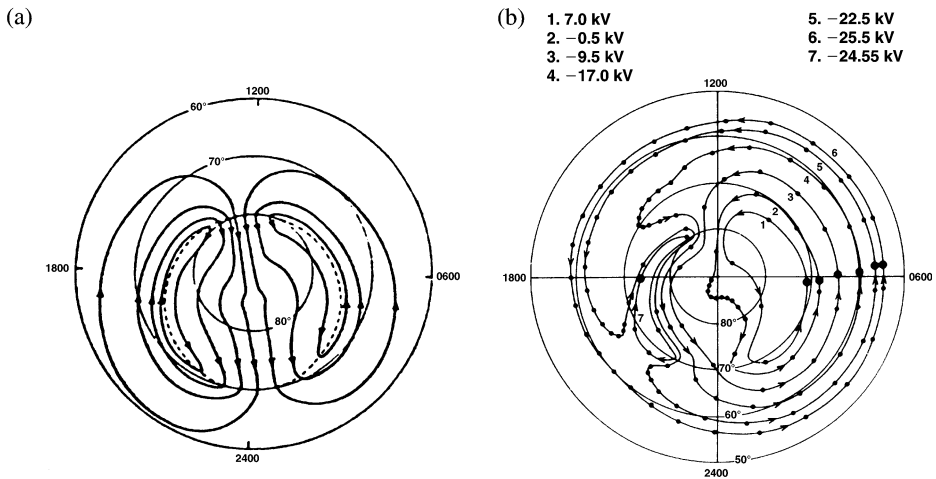 (a)
1200
60°
70°
1800
0600
80°
2400
(b)
1. 7.0 kV
2. −0.5 kV
3. −9.5 kV
4. −17.0 kV
5. −22.5 kV
6. −25.5 kV
7. −24.55 kV
1200
6
5
4
3
2
1
1800
0600
7
80°
70°
60°
50°
2400